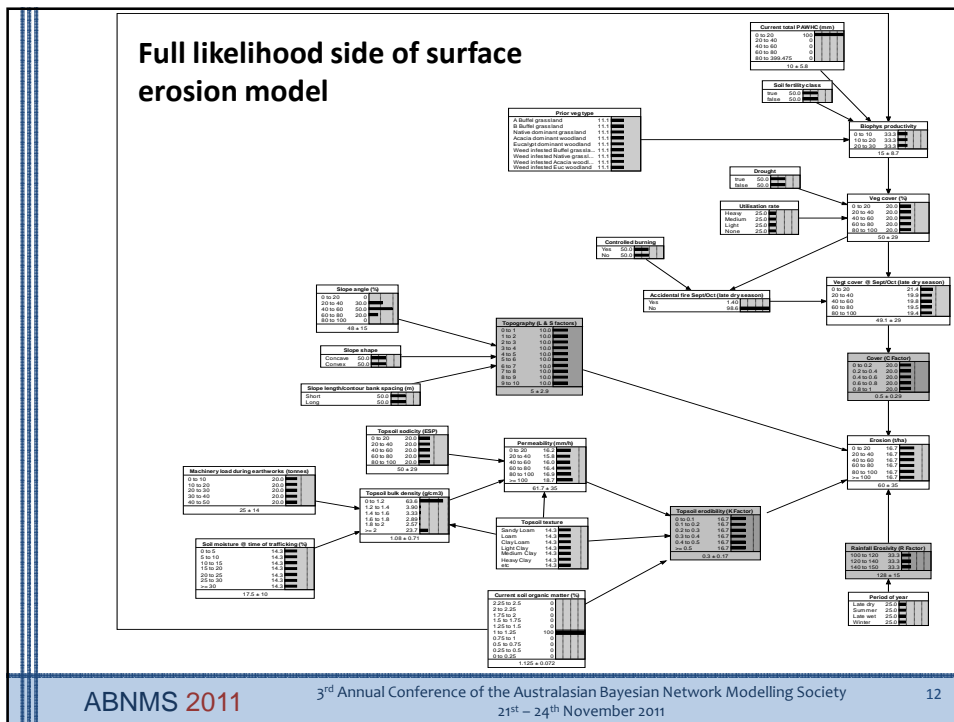 Full likelihood side of surface
erosion model
Current total PAWHC (mm)
0 to 20 100
20 to 40 0
40 to 60 0
60 to 80 0
80 to 399.475 0
10 ± 5.8
Soil fertility class
true 50.0
false 50.0
Prior veg type
A Buffel grassland 11.1
B Buffel grassland 11.1
Native dominant grassland 11.1
Acacia dominant woodland 11.1
Eucalypt dominant woodland 11.1
Weed infested Buffel grassla... 11.1
Weed infested Native grassl... 11.1
Weed infested Acacia woodl... 11.1
Weed infested Euc woodland 11.1
Biophys productivity
0 to 10 33.3
10 to 20 33.3
20 to 30 33.3
15 ± 8.7
Drought
true 50.0
false 50.0
Utilisation rate
Heavy 25.0
Medium 25.0
Light 25.0
None 25.0
Veg cover (%)
0 to 20 20.0
20 to 40 20.0
40 to 60 20.0
60 to 80 20.0
80 to 100 20.0
50 ± 29
Controlled burning
Yes 50.0
No 50.0
Accidental fire Sept/Oct (late dry season)
Yes 1.40
No 98.6
Vegt cover @ Sept/Oct (late dry season)
0 to 20 21.4
20 to 40 19.9
40 to 60 19.8
60 to 80 19.5
80 to 100 19.4
49.1 ± 29
Slope angle (%)
0 to 20 0
20 to 40 30.0
40 to 60 50.0
60 to 80 20.0
80 to 100 0
48 ± 15
Slope shape
Concave 50.0
Convex 50.0
Slope length/contour bank spacing (m)
Short 50.0
Long 50.0
Topography (L & S factors)
0 to 1 10.0
1 to 2 10.0
2 to 3 10.0
3 to 4 10.0
4 to 5 10.0
5 to 6 10.0
6 to 7 10.0
7 to 8 10.0
8 to 9 10.0
9 to 10 10.0
5 ± 2.9
Cover (C Factor)
0 to 0.2 20.0
0.2 to 0.4 20.0
0.4 to 0.6 20.0
0.6 to 0.8 20.0
0.8 to 1 20.0
0.5 ± 0.29
Topsoil sodicity (ESP)
0 to 20 20.0
20 to 40 20.0
40 to 60 20.0
60 to 80 20.0
80 to 100 20.0
50 ± 29
Permeability (mm/h)
0 to 20 16.2
20 to 40 15.8
40 to 60 16.0
60 to 80 16.4
80 to 100 16.9
>= 100 18.7
61.7 ± 35
Erosion (t/ha)
0 to 20 16.7
20 to 40 16.7
40 to 60 16.7
60 to 80 16.7
80 to 100 16.7
>= 100 16.7
60 ± 35
Machinery load during earthworks (tonnes)
0 to 10 20.0
10 to 20 20.0
20 to 30 20.0
30 to 40 20.0
40 to 50 20.0
25 ± 14
Topsoil bulk density (g/cm3)
0 to 1.2 63.6
1.2 to 1.4 3.90
1.4 to 1.6 3.33
1.6 to 1.8 2.89
1.8 to 2 2.57
>= 2 23.7
1.08 ± 0.71
Topsoil texture
Sandy Loam 14.3
Loam 14.3
Clay Loam 14.3
Light Clay 14.3
Medium Clay 14.3
Heavy Clay 14.3
etc 14.3
Topsoil erodibility (K Factor)
0 to 0.1 16.7
0.1 to 0.2 16.7
0.2 to 0.3 16.7
0.3 to 0.4 16.7
0.4 to 0.5 16.7
>= 0.5 16.7
0.3 ± 0.17
Soil moisture @ time of trafficking (%)
0 to 5 14.3
5 to 10 14.3
10 to 15 14.3
15 to 20 14.3
20 to 25 14.3
25 to 30 14.3
>= 30 14.3
17.5 ± 10
Rainfall Erosivity (R Factor)
100 to 120 33.3
120 to 140 33.3
140 to 150 33.3
128 ± 15
Current soil organic matter (%)
2.25 to 2.5 0
2 to 2.25 0
1.75 to 2 0
1.5 to 1.75 0
1.25 to 1.5 0
1 to 1.25 100
0.75 to 1 0
0.5 to 0.75 0
0.25 to 0.5 0
0 to 0.25 0
1.125 ± 0.072
Period of year
Late dry 25.0
Summer 25.0
Late wet 25.0
Winter 25.0
ABNMS 2011
3rd Annual Conference of the Australasian Bayesian Network Modelling Society
21st – 24th November 2011
12